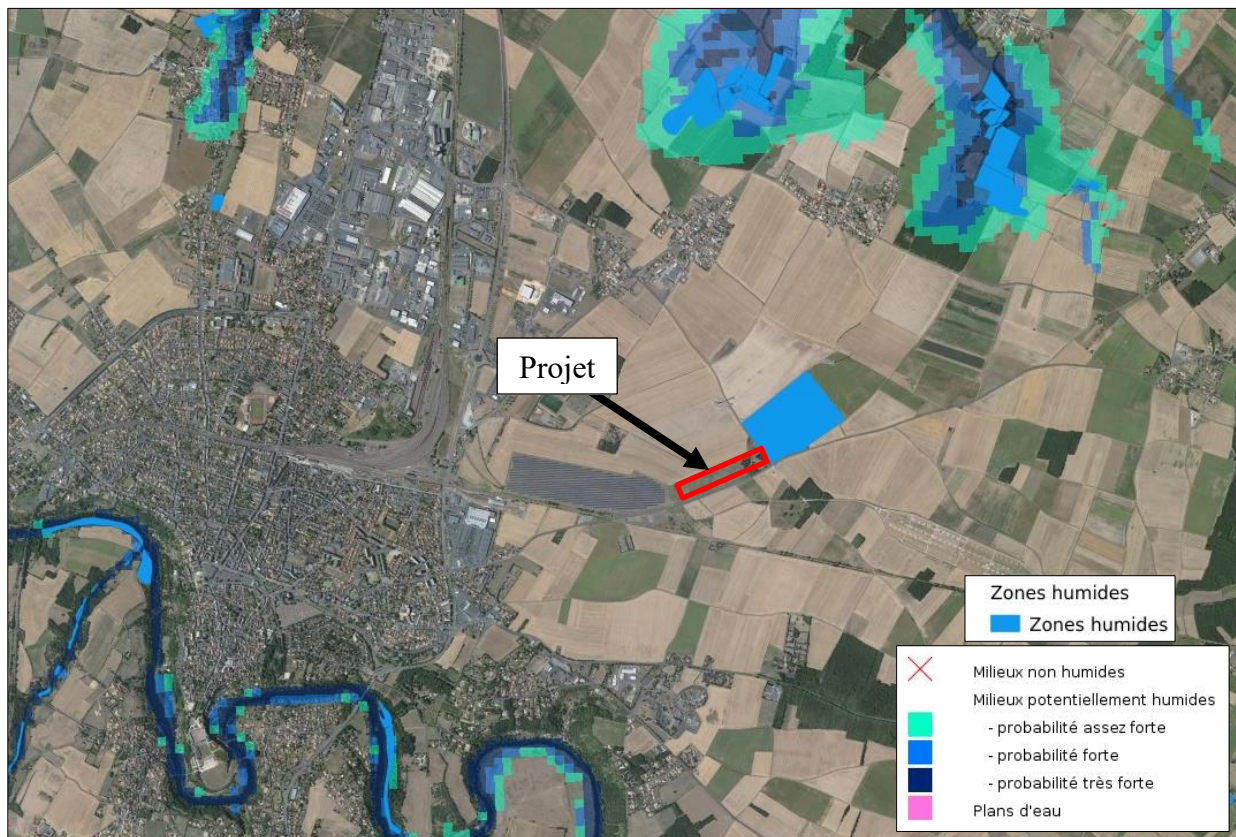 Projet
Zones humides
Zones humides
Milieux non humides
Milieux potentiellement humides
- probabilité assez forte
- probabilité forte
- probabilité très forte
Plans d'eau